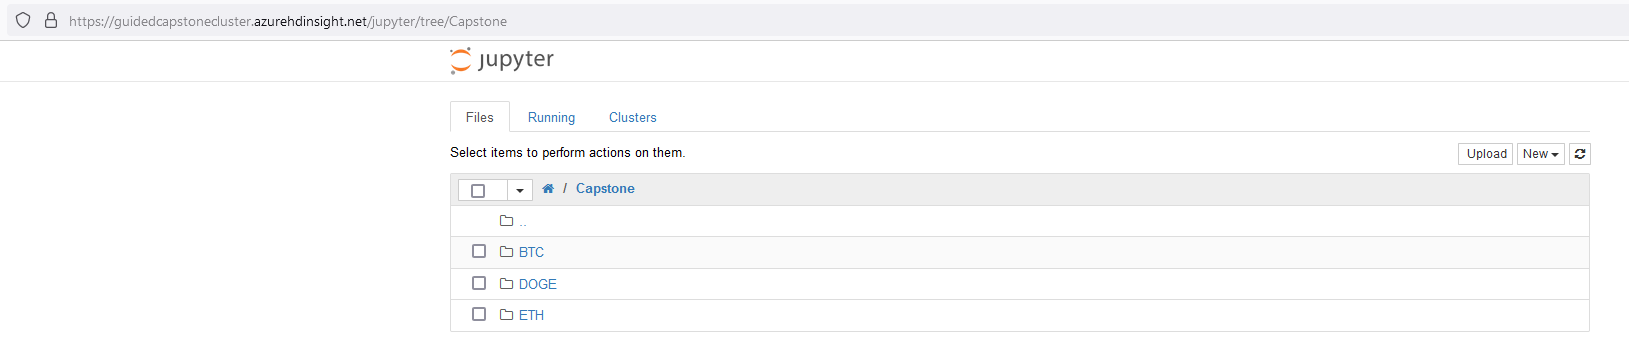 https://guidedcapstonecluster.azurehdinsight.net/jupyter/tree/Capstone
jupyter
Files Running Clusters
Select items to perform actions on them. Upload New
/ Capstone
..
BTC
DOGE
ETH